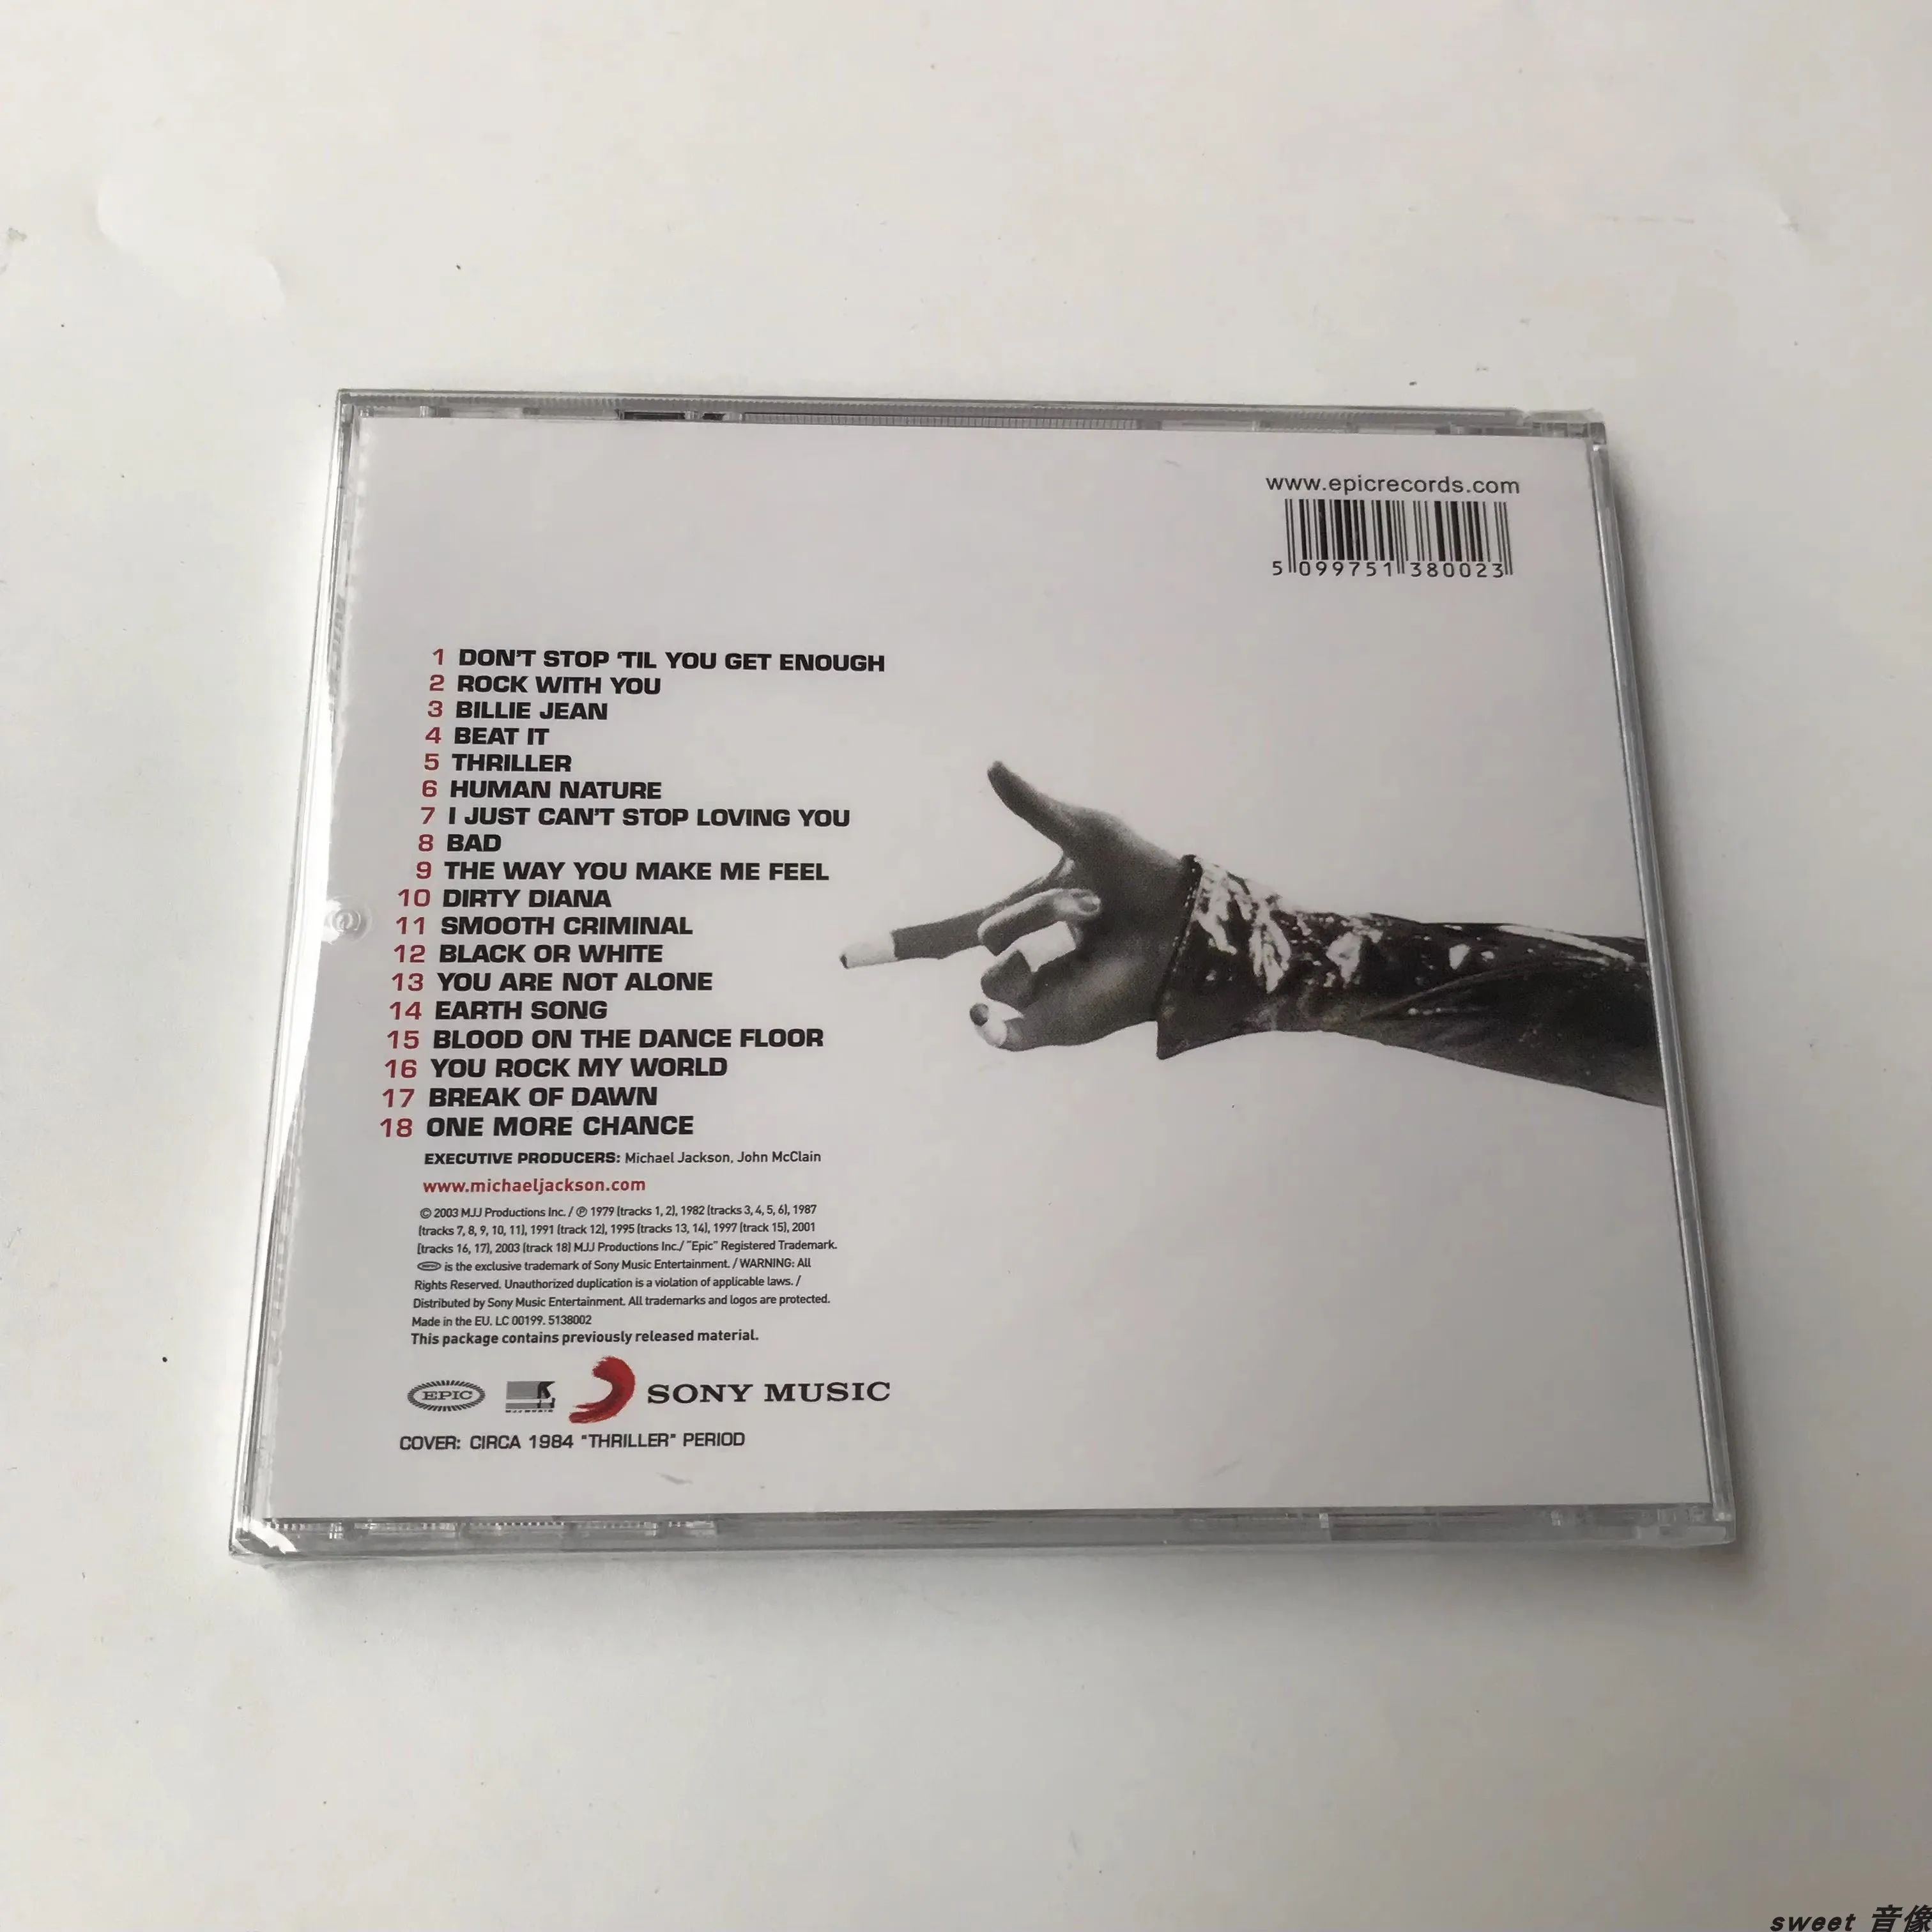 www.epicrecords.com
5 099751 380023
1 DON'T STOP 'TIL YOU GET ENOUGH
2 ROCK WITH YOU
3 BILLIE JEAN
4 BEAT IT
5 THRILLER
6 HUMAN NATURE
7 I JUST CAN'T STOP LOVING YOU
8 BAD
9 THE WAY YOU MAKE ME FEEL
10 DIRTY DIANA
11 SMOOTH CRIMINAL
12 BLACK OR WHITE
13 YOU ARE NOT ALONE
14 EARTH SONG
15 BLOOD ON THE DANCE FLOOR
16 YOU ROCK MY WORLD
17 BREAK OF DAWN
18 ONE MORE CHANCE
EXECUTIVE PRODUCERS: Michael Jackson, John McClain
www.michaeljackson.com
© 2003 MJJ Productions Inc. / ℗ 1979 (tracks 1, 2), 1982 (tracks 3, 4, 5, 6), 1987
(tracks 7, 8, 9, 10, 11), 1991 (track 12), 1995 (tracks 13, 14), 1997 (track 15), 2001
(tracks 16, 17), 2003 (track 18) MJJ Productions Inc./ "Epic" Registered Trademark.
is the exclusive trademark of Sony Music Entertainment. / WARNING: All
Rights Reserved. Unauthorized duplication is a violation of applicable laws. /
Distributed by Sony Music Entertainment. All trademarks and logos are protected.
Made in the EU. LC 00199. 5138002
This package contains previously released material.
EPIC SONY MUSIC
COVER: CIRCA 1984 "THRILLER" PERIOD
sweet 音像